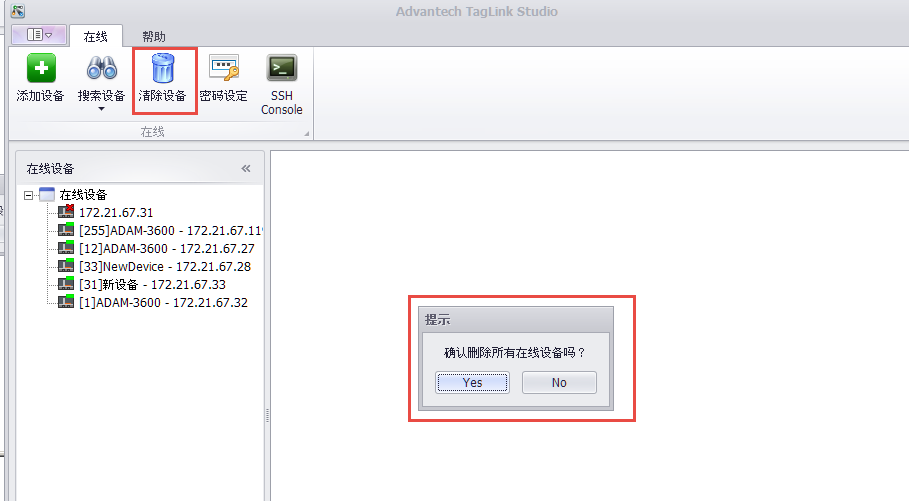 Advantech TagLink Studio
在线
帮助
添加设备
搜索设备
清除设备
密码设定
SSH
Console
在线
在线设备
在线设备
172.21.67.31
[255]ADAM-3600 - 172.21.67.119
[12]ADAM-3600 - 172.21.67.27
[33]NewDevice - 172.21.67.28
[31]新设备 - 172.21.67.33
[1]ADAM-3600 - 172.21.67.32
提示
确认删除所有在线设备吗？
Yes
No